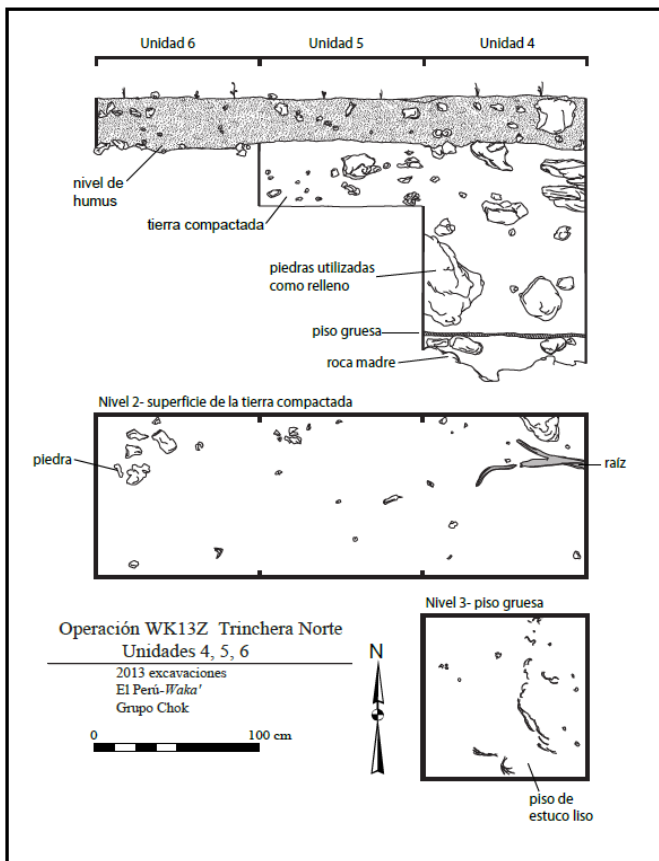 Unidad 6 Unidad 5 Unidad 4
nivel de
humus
tierra compactada
piedras utilizadas
como relleno
piso gruesa
roca madre
Nivel 2- superficie de la tierra compactada
piedra
raíz
Operación WK13Z Trinchera Norte
Unidades 4, 5, 6
2013 excavaciones
El Perú-Waka'
Grupo Chok
0 100 cm
N
Nivel 3- piso gruesa
piso de
estuco liso